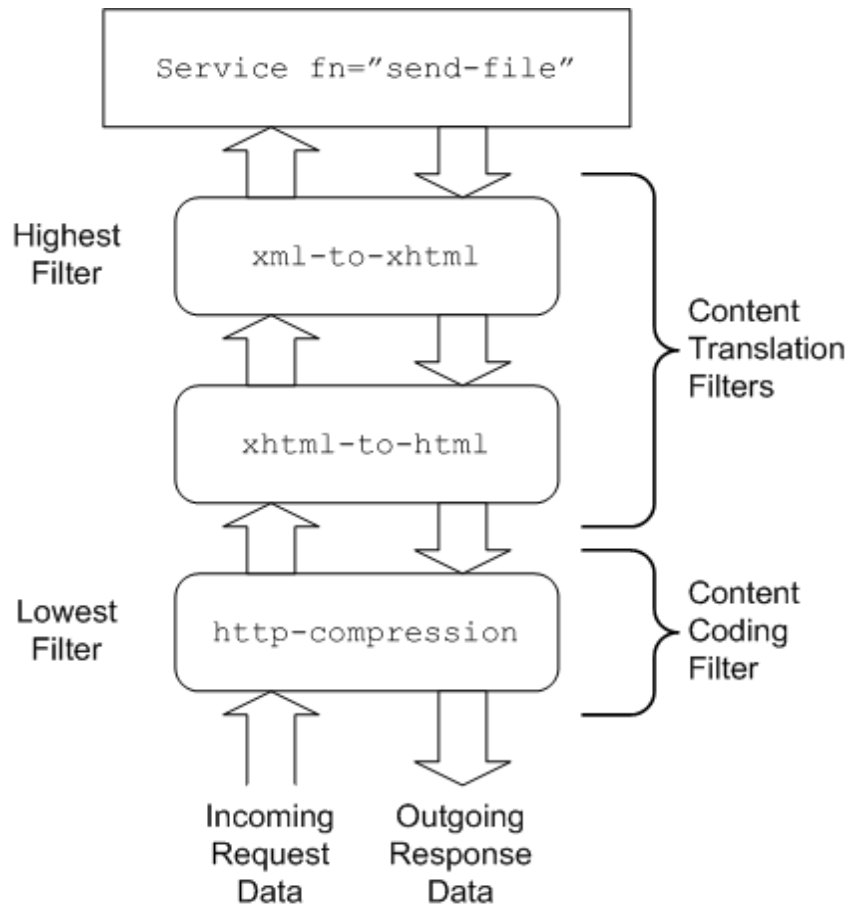 Service fn=”send-file”
Highest
Filter
xml-to-xhtml
Content
Translation
Filters
xhtml-to-html
Lowest
Filter
http-compression
Content
Coding
Filter
Incoming
Request
Data
Outgoing
Response
Data